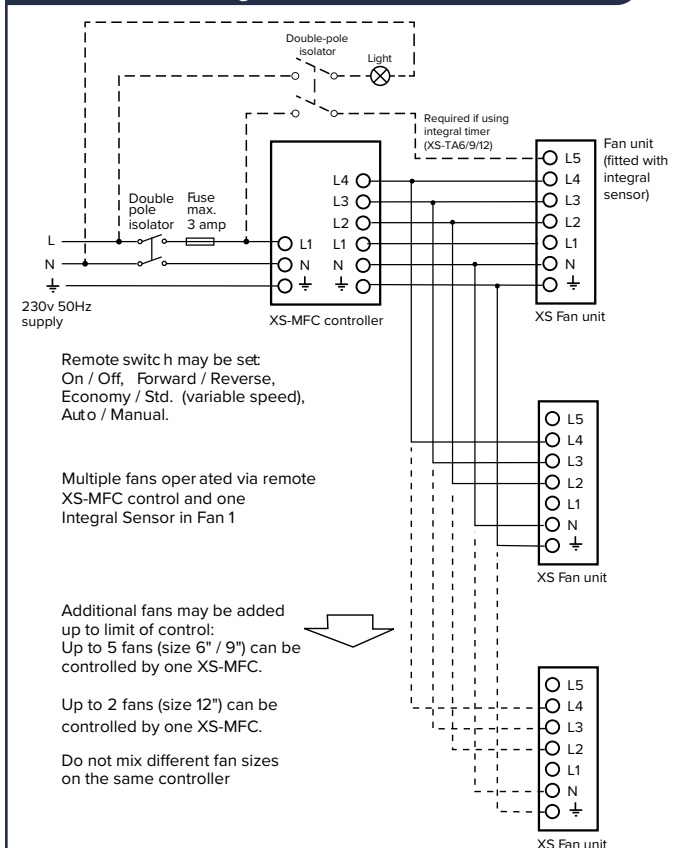 Double-pole
isolator
Light
Required if using
integral timer
(XS-TA6/9/12)
Fan unit
(fitted with
integral
sensor)
L5
L4
L3
L2
L1
N
XS Fan unit
L4
L3
L2
L1
N
L1
N
XS-MFC controller
Double
pole
isolator
Fuse
max.
3 amp
L
N
230v 50Hz
supply
Remote switc h may be set:
On / Off, Forward / Reverse,
Economy / Std. (variable speed),
Auto / Manual.
Multiple fans oper ated via remote
XS-MFC control and one
Integral Sensor in Fan 1
L5
L4
L3
L2
L1
N
XS Fan unit
Additional fans may be added
up to limit of control:
Up to 5 fans (size 6" / 9") can be
controlled by one XS-MFC.
Up to 2 fans (size 12") can be
controlled by one XS-MFC.
Do not mix different fan sizes
on the same controller
L5
L4
L3
L2
L1
N
XS Fan unit